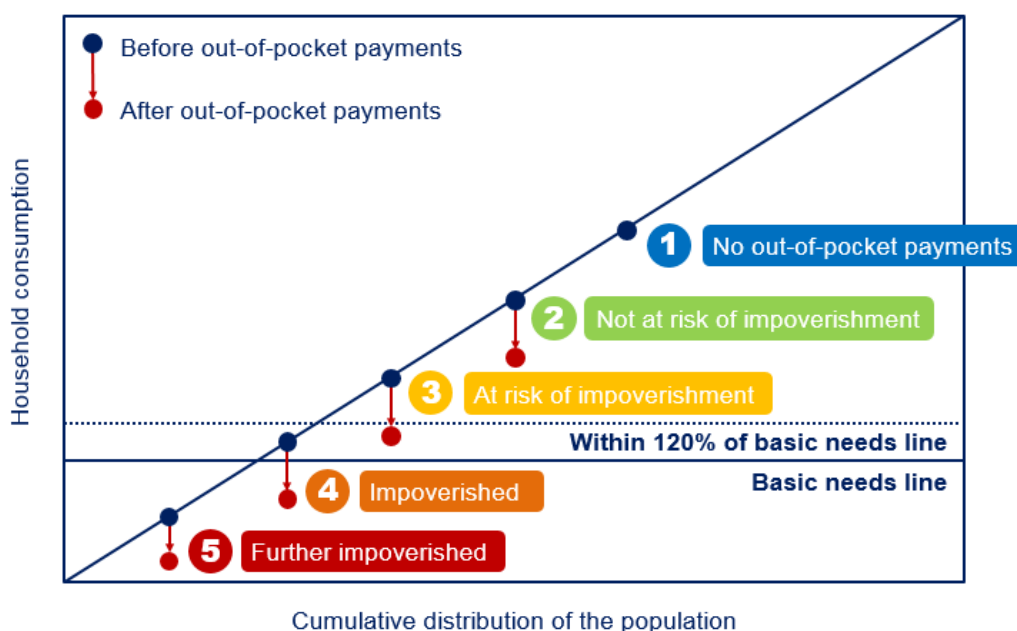 Before out-of-pocket payments
After out-of-pocket payments
Household consumption
1 No out-of-pocket payments
2 Not at risk of impoverishment
3 At risk of impoverishment
Within 120% of basic needs line
Basic needs line
4 Impoverished
5 Further impoverished
Cumulative distribution of the population